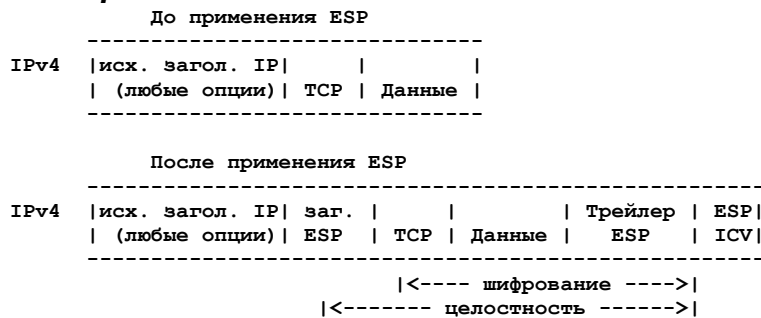 До применения ESP
-------------------------------
IPv4 |исх. загол. IP| | |
| (любые опции)| TCP | Данные |
-------------------------------
После применения ESP
-----------------------------------------------------
IPv4 |исх. загол. IP| заг. | | | Трейлер | ESP|
| (любые опции)| ESP | TCP | Данные | ESP | ICV|
-----------------------------------------------------
|<---- шифрование ---->|
|<------- целостность ------>|